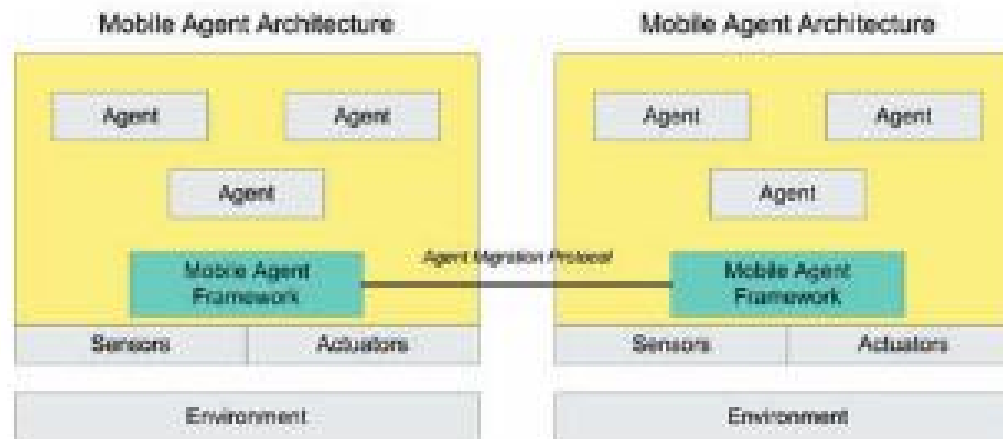 Mobile Agent Architecture
Agent
Agent
Agent
Mobile Agent
Framework
Sensors
Actuators
Environment
Agent Migration Protocol
Mobile Agent Architecture
Agent
Agent
Agent
Mobile Agent
Framework
Sensors
Actuators
Environment